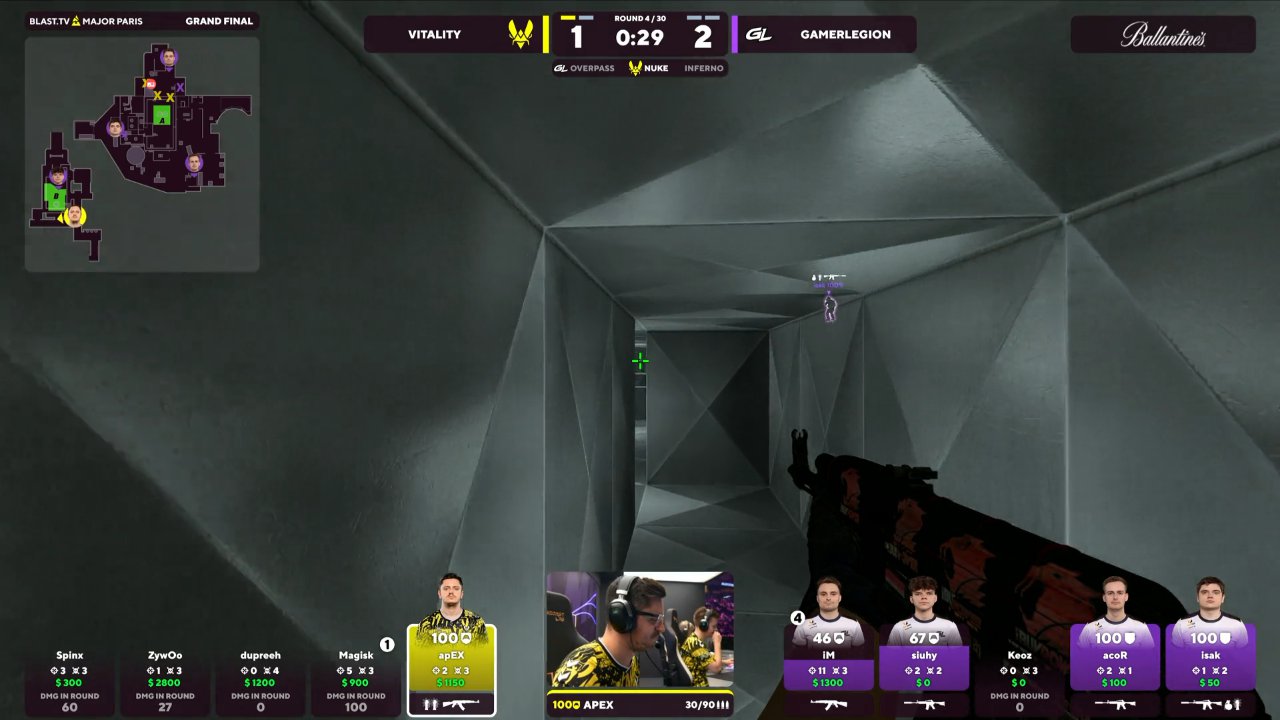 BLAST.TV MAJOR PARIS GRAND FINAL
VITALITY
1
ROUND 4 / 30
0:29
2
GL GAMERLEGION
Ballantine's
GL OVERPASS NUKE INFERNO
A
B
isak 100%
Spinx
3 3
$300
DMG IN ROUND
60
ZywOo
1 3
$2800
DMG IN ROUND
27
dupreeh
0 4
$1200
DMG IN ROUND
0
Magisk
5 3
$900
DMG IN ROUND
100
1
100
apEX
2 3
$1150
100 APEX 30/90
4
46
iM
11 3
$1300
67
siuhy
2 2
$0
Keoz
0 3
$0
DMG IN ROUND
0
100
acoR
2 1
$100
100
isak
1 2
$50